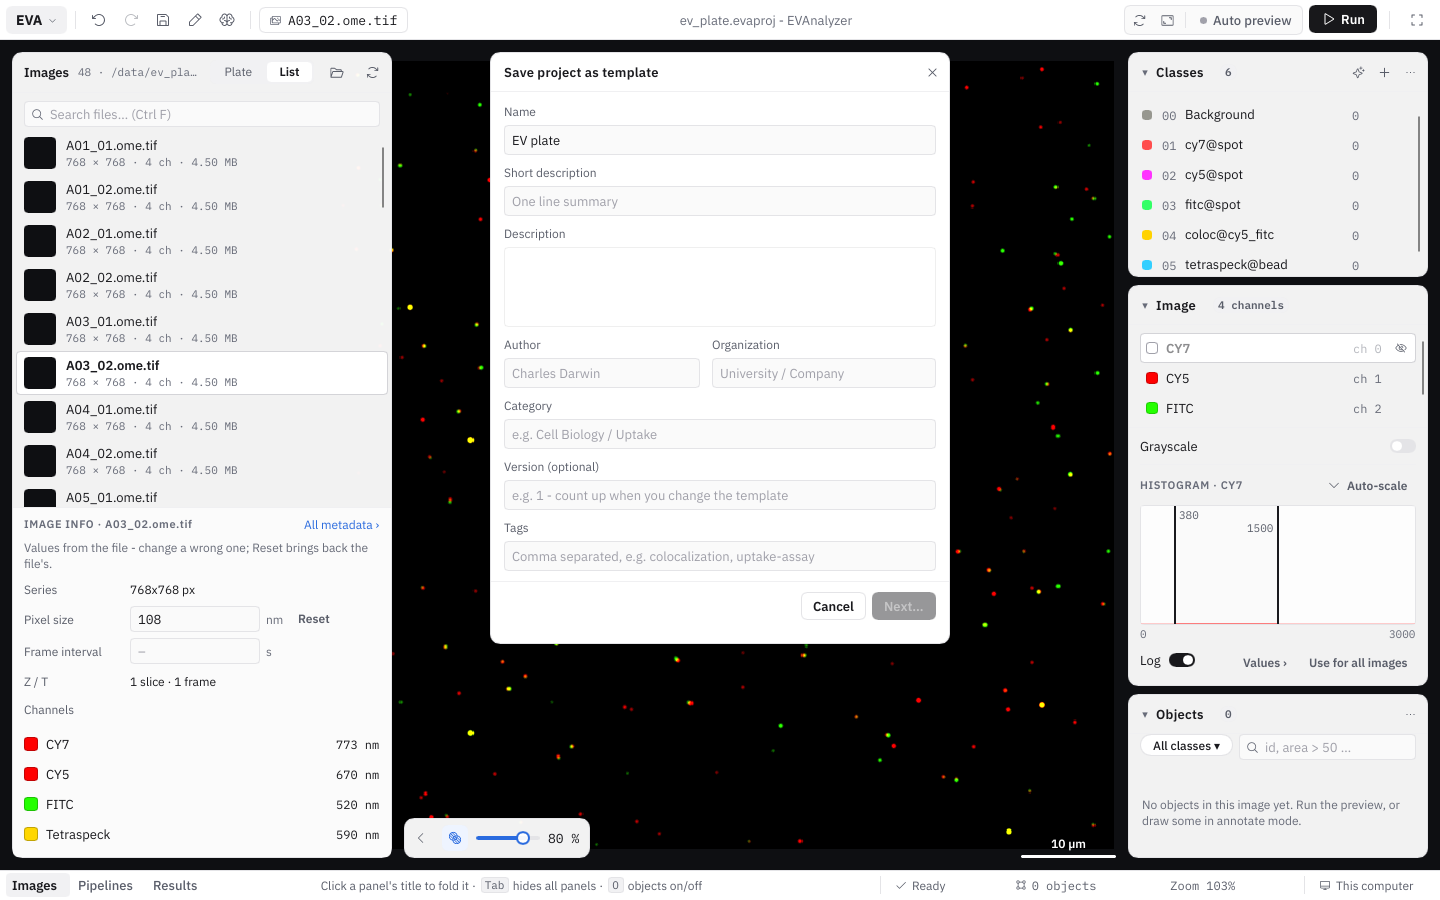 EVA
A03_02.ome.tif
ev_plate.evaproj - EVAnalyzer
Auto preview
Run
Images 48 · /data/ev_pla…
Plate
List
Search files... (Ctrl F)
A01_01.ome.tif
768 × 768 · 4 ch · 4.50 MB
A01_02.ome.tif
768 × 768 · 4 ch · 4.50 MB
A02_01.ome.tif
768 × 768 · 4 ch · 4.50 MB
A02_02.ome.tif
768 × 768 · 4 ch · 4.50 MB
A03_01.ome.tif
768 × 768 · 4 ch · 4.50 MB
A03_02.ome.tif
768 × 768 · 4 ch · 4.50 MB
A04_01.ome.tif
768 × 768 · 4 ch · 4.50 MB
A04_02.ome.tif
768 × 768 · 4 ch · 4.50 MB
A05_01.ome.tif
IMAGE INFO · A03_02.ome.tif
All metadata ›
Values from the file - change a wrong one; Reset brings back the
file's.
Series 768x768 px
Pixel size 108 nm Reset
Frame interval – s
Z / T 1 slice · 1 frame
Channels
CY7 773 nm
CY5 670 nm
FITC 520 nm
Tetraspeck 590 nm
Save project as template
Name
EV plate
Short description
One line summary
Description
Author
Charles Darwin
Organization
University / Company
Category
e.g. Cell Biology / Uptake
Version (optional)
e.g. 1 - count up when you change the template
Tags
Comma separated, e.g. colocalization, uptake-assay
Cancel
Next...
80 %
10 µm
Classes 6
00 Background 0
01 cy7@spot 0
02 cy5@spot 0
03 fitc@spot 0
04 coloc@cy5_fitc 0
05 tetraspeck@bead 0
Image 4 channels
CY7 ch 0
CY5 ch 1
FITC ch 2
Grayscale
HISTOGRAM · CY7
Auto-scale
380
1500
0 3000
Log
Values ›
Use for all images
Objects 0
All classes ▾
id, area > 50 ...
No objects in this image yet. Run the preview, or
draw some in annotate mode.
Images
Pipelines
Results
Click a panel's title to fold it · Tab hides all panels · O objects on/off
Ready
0 objects
Zoom 103%
This computer